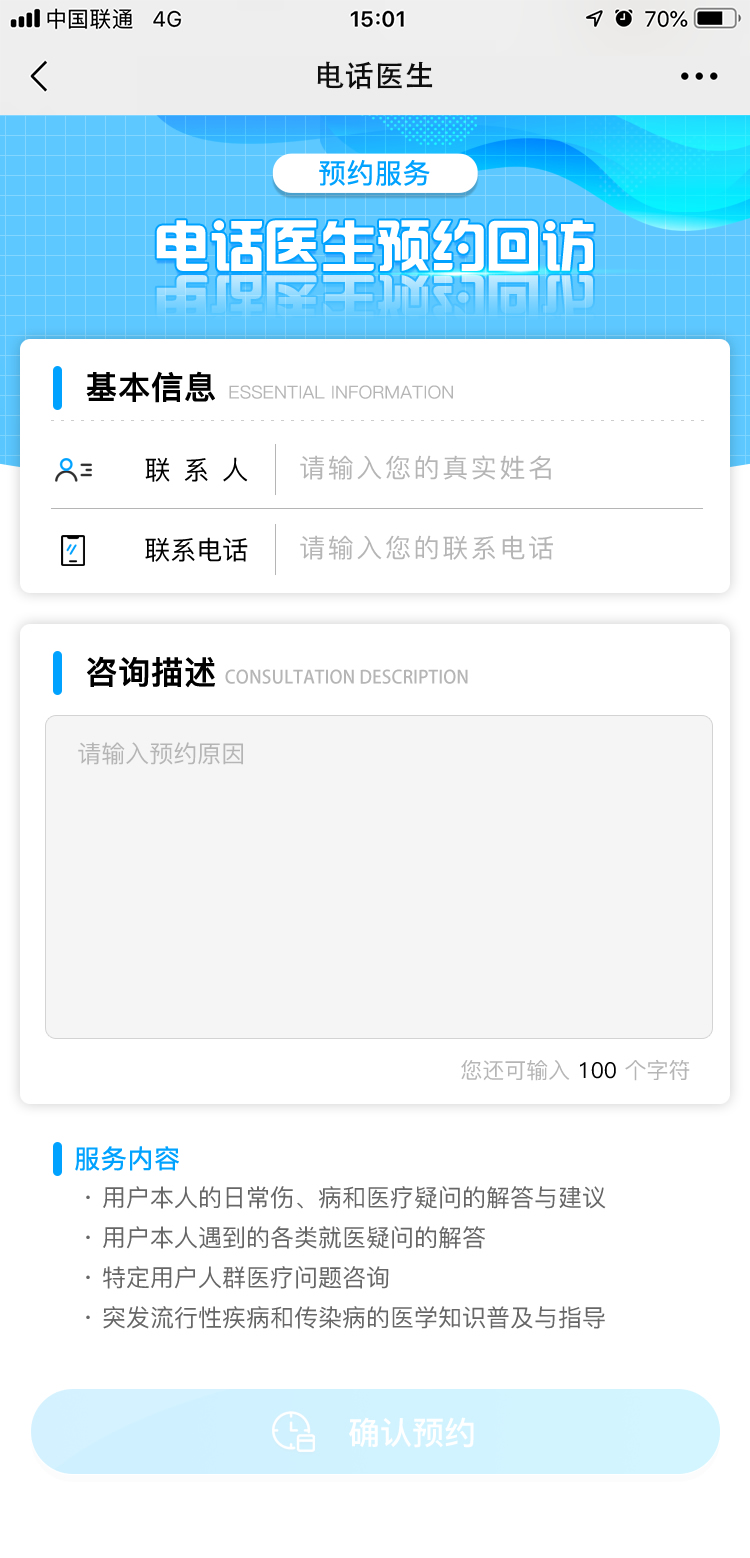 中国联通 4G 15:01 70%
电话医生
预约服务
电话医生预约回访
基本信息 ESSENTIAL INFORMATION
联系人 请输入您的真实姓名
联系电话 请输入您的联系电话
咨询描述 CONSULTATION DESCRIPTION
请输入预约原因
您还可输入 100 个字符
服务内容
· 用户本人的日常伤、病和医疗疑问的解答与建议
· 用户本人遇到的各类就医疑问的解答
· 特定用户人群医疗问题咨询
· 突发流行性疾病和传染病的医学知识普及与指导
确认预约